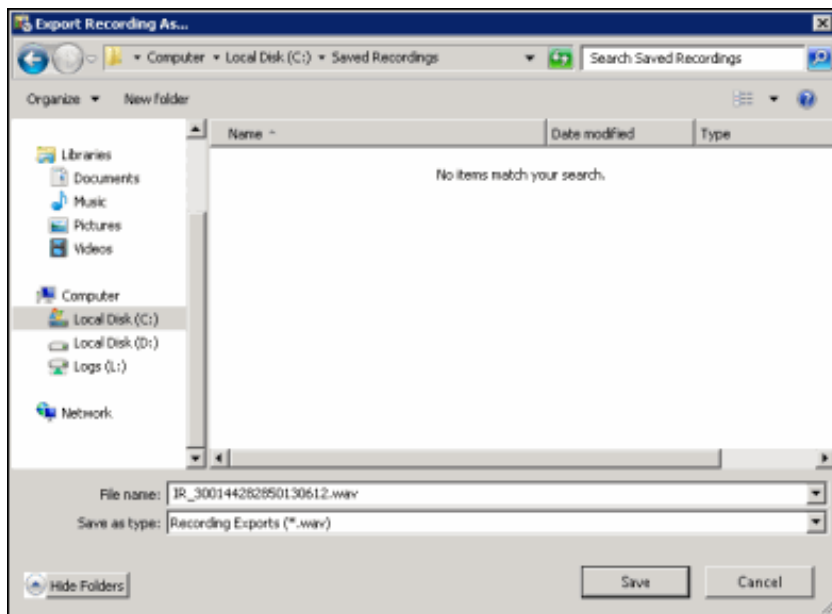 Export Recording As...
Computer Local Disk (C:) Saved Recordings Search Saved Recordings
Organize New folder
Name Date modified Type
No items match your search.
Libraries
Documents
Music
Pictures
Videos
Computer
Local Disk (C:)
Local Disk (D:)
Logs (L:)
Network
File name: IR_300144282850130612.wav
Save as type: Recording Exports (*.wav)
Hide Folders Save Cancel